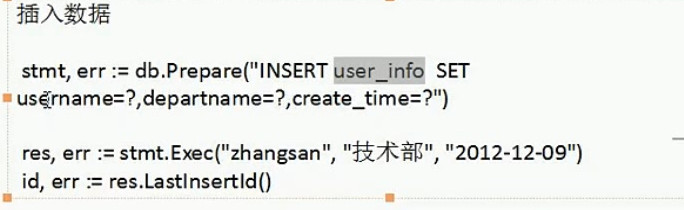 插入数据
stmt, err := db.Prepare("INSERT user_info SET
username=?,departname=?,create_time=?")
res, err := stmt.Exec("zhangsan", "技术部", "2012-12-09")
id, err := res.LastInsertId()